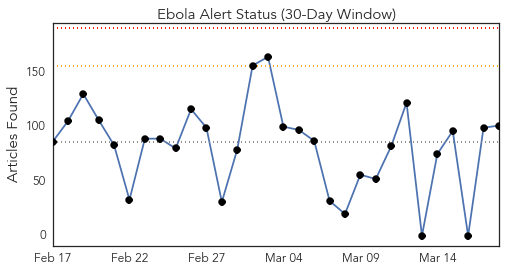 Ebola Alert Status (30-Day Window)
Articles Found
150
100
50
0
Feb 17 Feb 22 Feb 27 Mar 04 Mar 09 Mar 14